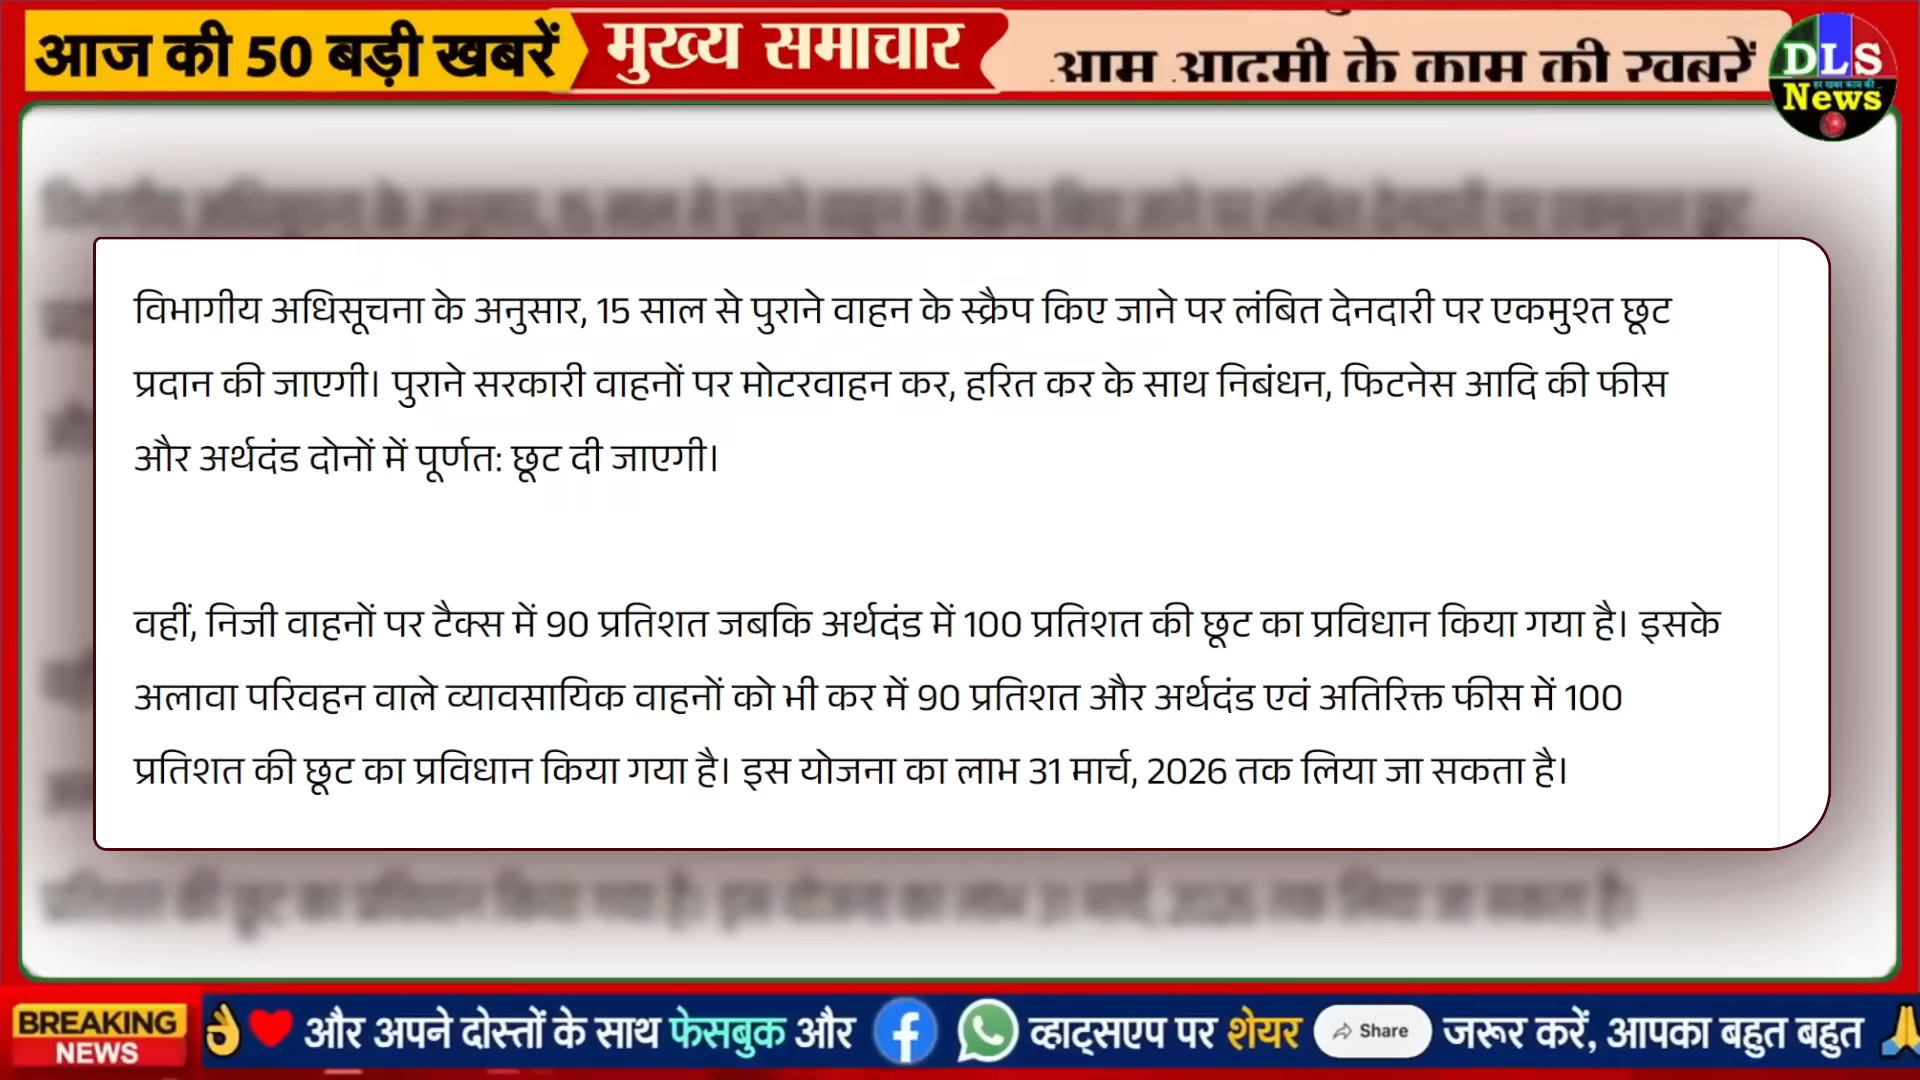 आज की 50 बड़ी खबरें
मुख्य समाचार
आम आदमी के काम की खबरें
DLS
हर खबर काम की
News
विभागीय अधिसूचना के अनुसार, 15 साल से पुराने वाहन के स्क्रैप किए जाने पर लंबित देनदारी पर एकमुश्त छूट
प्रदान की जाएगी। पुराने सरकारी वाहनों पर मोटरवाहन कर, हरित कर के साथ निबंधन, फिटनेस आदि की फीस
और अर्थदंड दोनों में पूर्णत: छूट दी जाएगी।
वहीं, निजी वाहनों पर टैक्स में 90 प्रतिशत जबकि अर्थदंड में 100 प्रतिशत की छूट का प्रविधान किया गया है। इसके
अलावा परिवहन वाले व्यावसायिक वाहनों को भी कर में 90 प्रतिशत और अर्थदंड एवं अतिरिक्त फीस में 100
प्रतिशत की छूट का प्रविधान किया गया है। इस योजना का लाभ 31 मार्च, 2026 तक लिया जा सकता है।
BREAKING
NEWS
और अपने दोस्तों के साथ फेसबुक और व्हाट्सएप पर शेयर Share जरूर करें, आपका बहुत बहुत